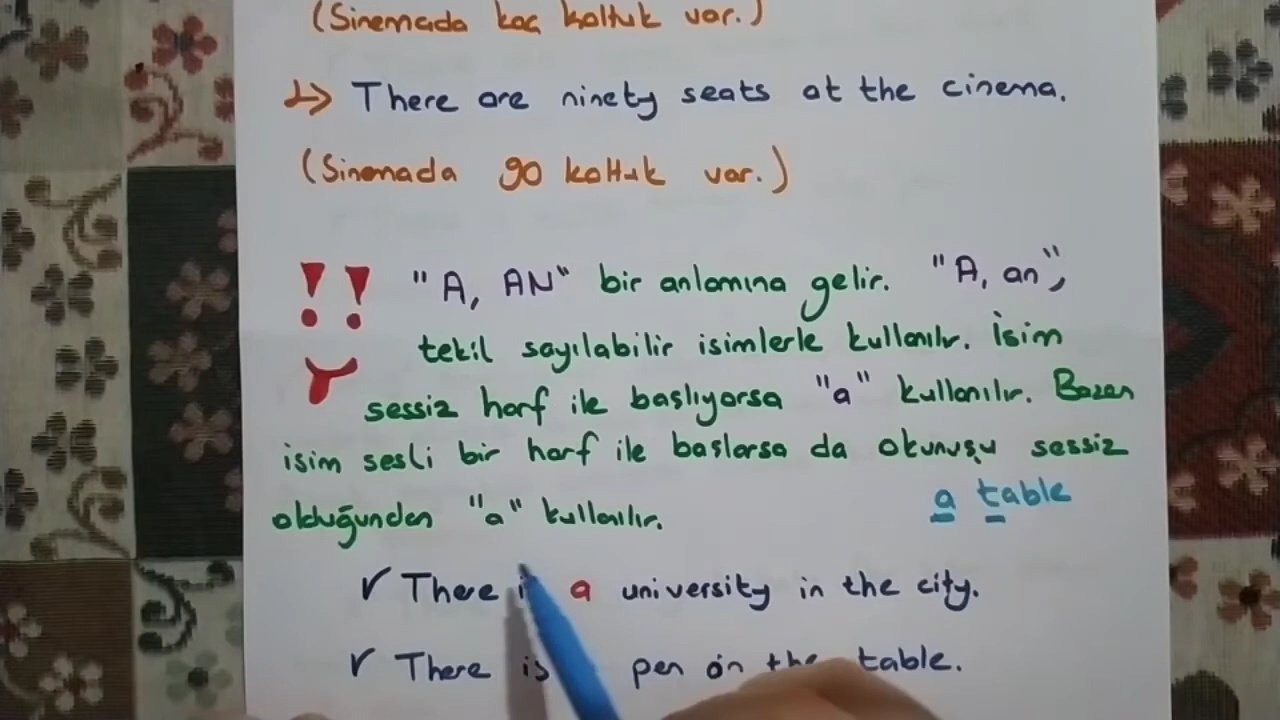 (Sinemada kaç koltuk var.)
↳> There are ninety seats at the cinema.
(Sinemada 90 koltuk var.)
!! "A, AN" bir anlamına gelir. "A, an",
tekil sayılabilir isimlerle kullanılır. İsim
sessiz harf ile başlıyorsa "a" kullanılır. Bazen
isim sesli bir harf ile başlarsa da okunuşu sessiz
olduğundan "a" kullanılır.
a table
✓ There is a university in the city.
✓ There is pen on the table.